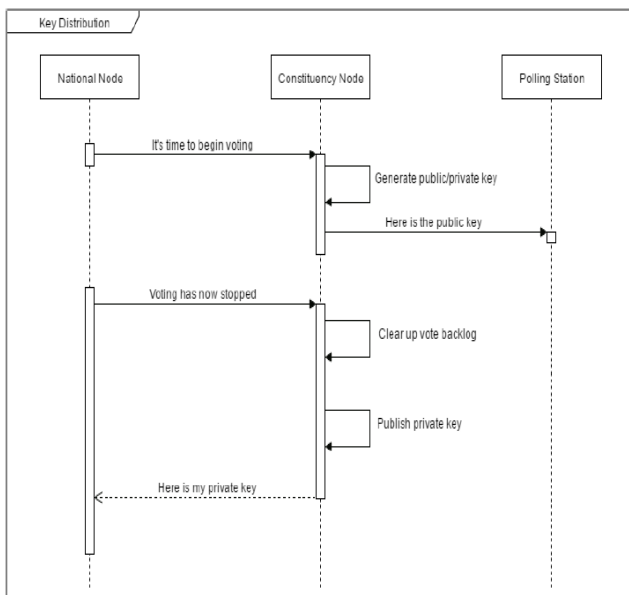 Key Distribution
National Node
Constituency Node
Polling Station
It's time to begin voting
Generate public/private key
Here is the public key
Voting has now stopped
Clear up vote backlog
Publish private key
Here is my private key